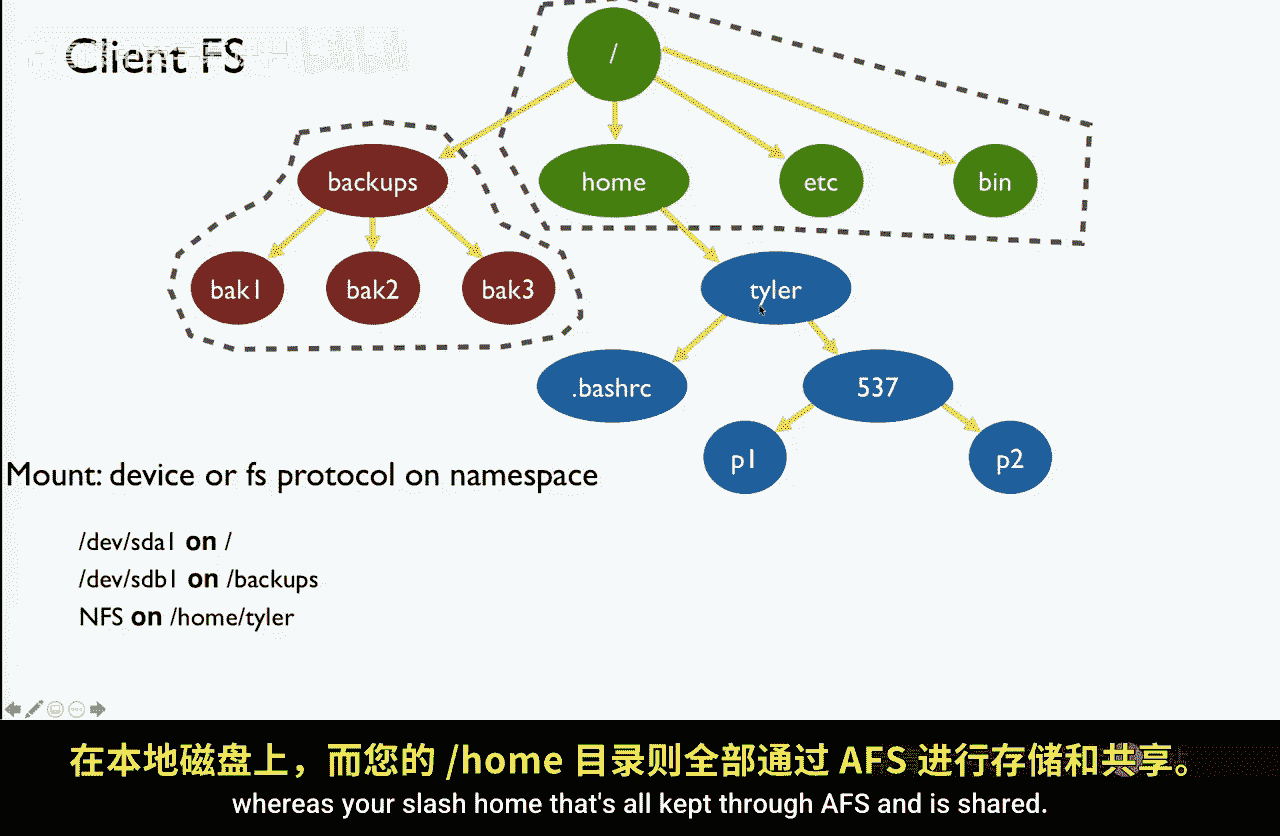 Client FS
/
backups
home
etc
bin
bak1
bak2
bak3
tyler
.bashrc
537
p1
p2
Mount: device or fs protocol on namespace
/dev/sda1 on /
/dev/sdb1 on /backups
NFS on /home/tyler
在本地磁盘上，而您的 /home 目录则全部通过 AFS 进行存储和共享。
whereas your slash home that's all kept through AFS and is shared.